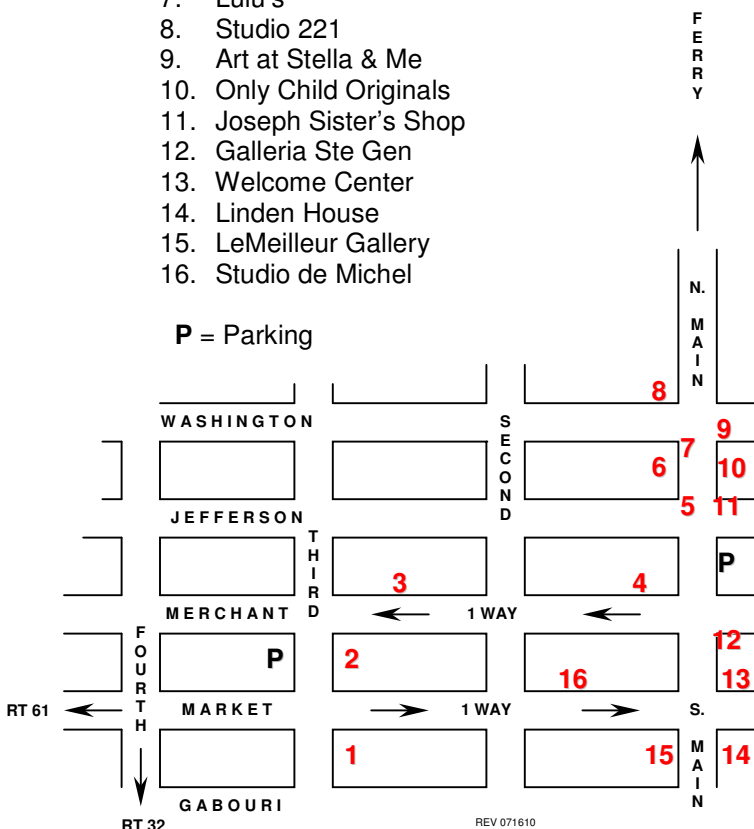 7. Lulu's
8. Studio 221
9. Art at Stella & Me
10. Only Child Originals
11. Joseph Sister's Shop
12. Galleria Ste Gen
13. Welcome Center
14. Linden House
15. LeMeilleur Gallery
16. Studio de Michel
P = Parking
FERRY
N. MAIN
8
WASHINGTON
SECOND
9
7
6
10
5
11
JEFFERSON
THIRD
P
3
4
MERCHANT
1 WAY
FOURTH
12
P
2
16
13
RT 61
MARKET
1 WAY
S. MAIN
1
15
14
GABOURI
RT 32
REV 071610